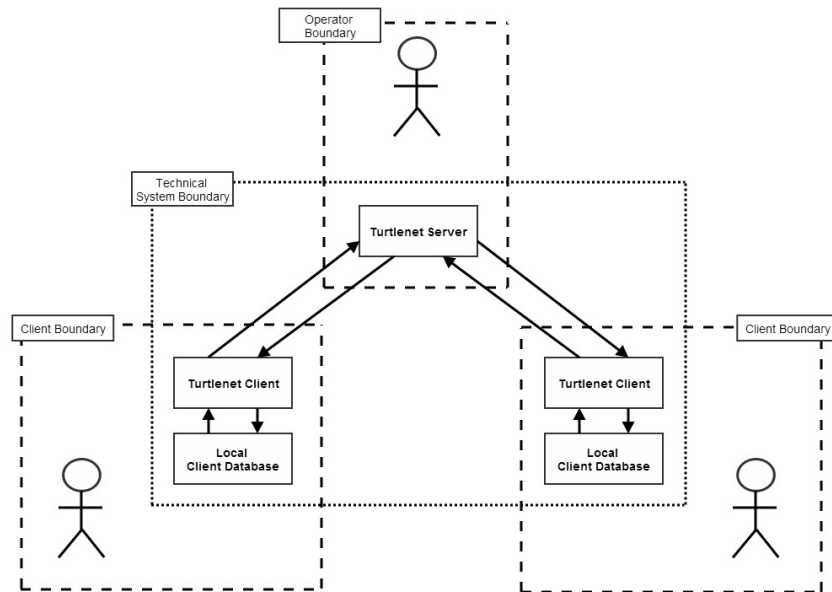 Operator
Boundary
Technical
System Boundary
Turtlenet Server
Client Boundary
Client Boundary
Turtlenet Client
Turtlenet Client
Local
Client Database
Local
Client Database